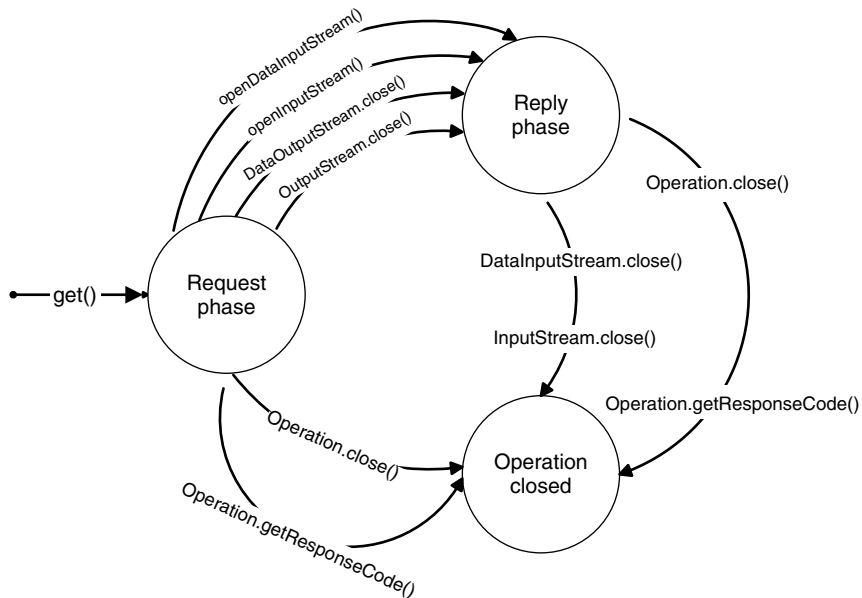 openDataInputStream()
openInputStream()
DataOutputStream.close()
OutputStream.close()
Reply
phase
Operation.close()
DataInputStream.close()
InputStream.close()
Operation.getResponseCode()
get()
Request
phase
Operation.close()
Operation.getResponseCode()
Operation
closed